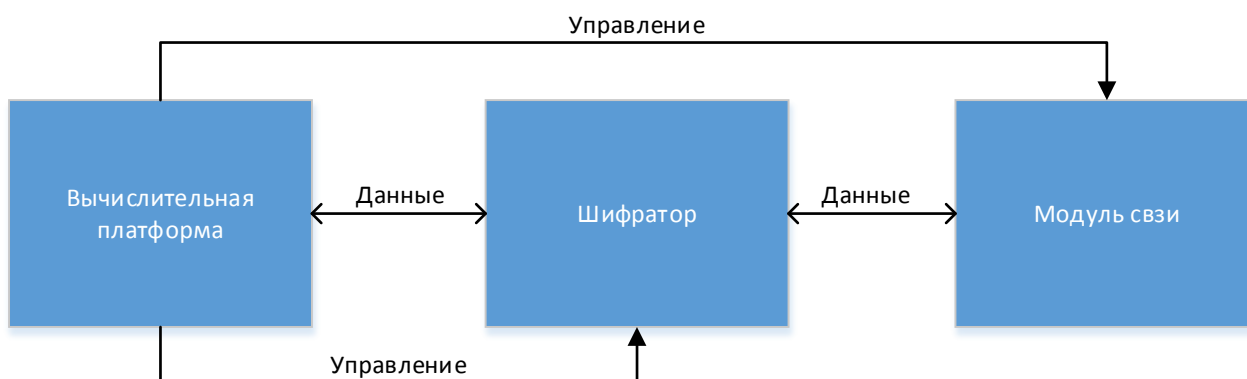 Управление
Вычислительная
платформа
Данные
Шифратор
Данные
Модуль свзи
Управление